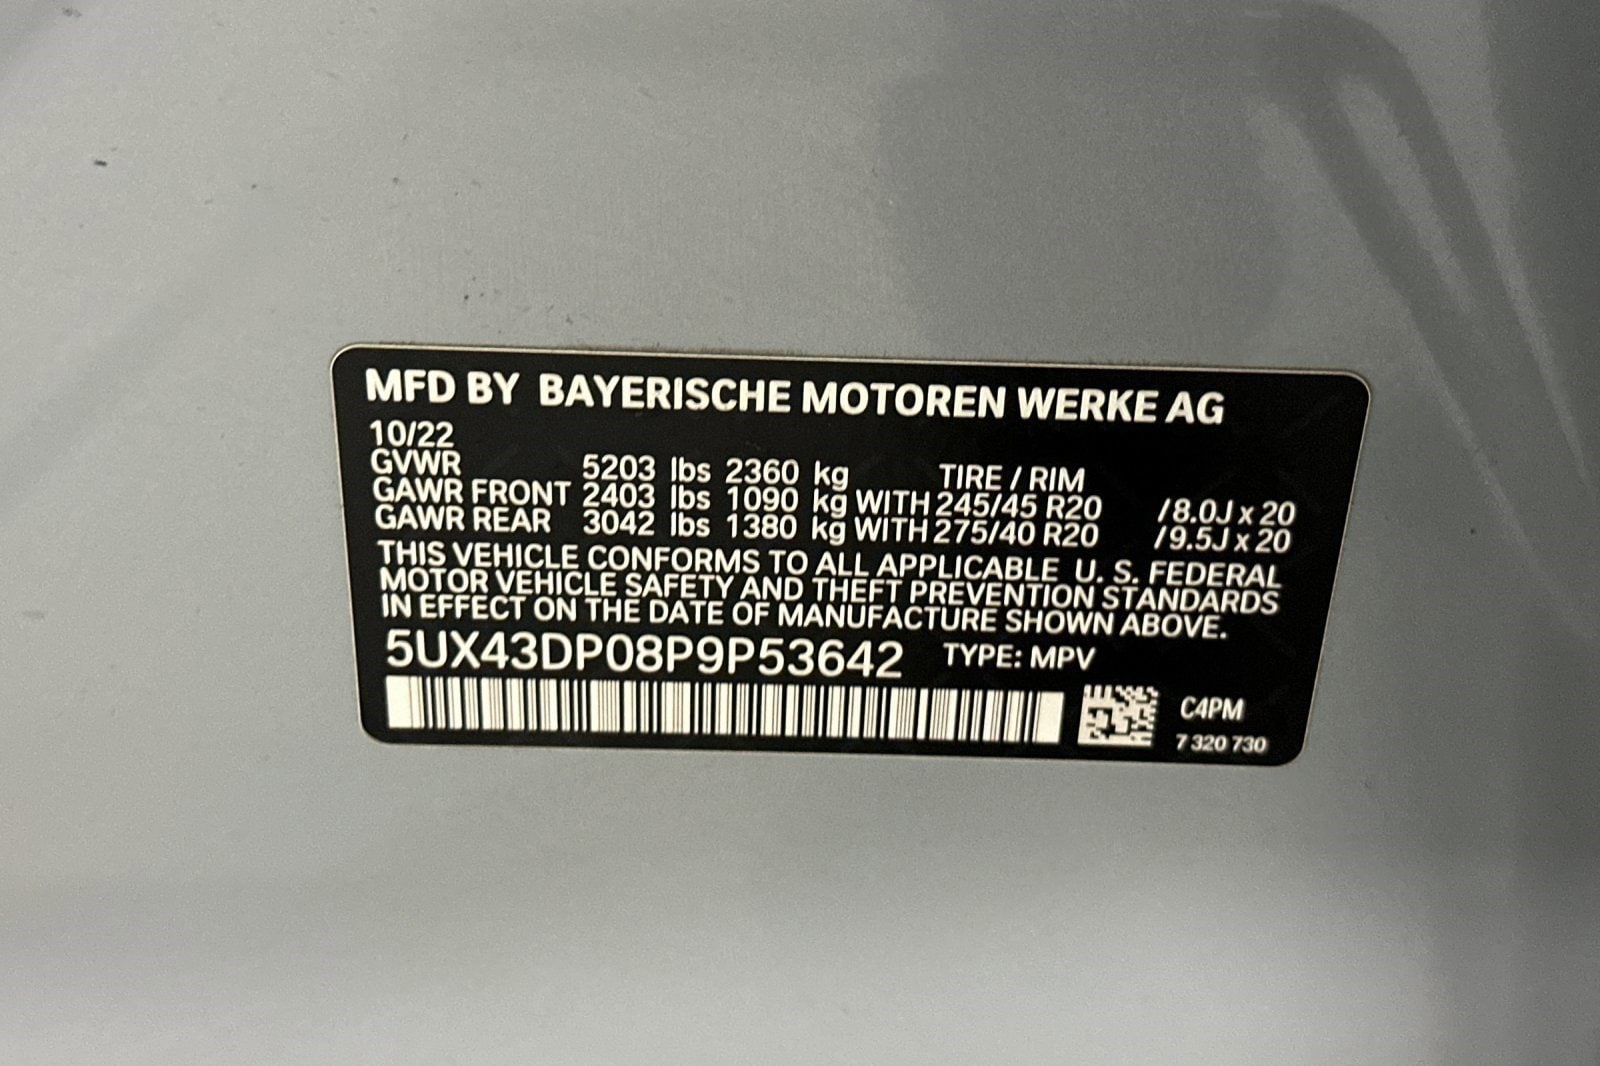 MFD BY BAYERISCHE MOTOREN WERKE AG
10/22
GVWR 5203 lbs 2360 kg TIRE / RIM
GAWR FRONT 2403 lbs 1090 kg WITH 245/45 R20 /8.0J x 20
GAWR REAR 3042 lbs 1380 kg WITH 275/40 R20 /9.5J x 20
THIS VEHICLE CONFORMS TO ALL APPLICABLE U. S. FEDERAL
MOTOR VEHICLE SAFETY AND THEFT PREVENTION STANDARDS
IN EFFECT ON THE DATE OF MANUFACTURE SHOWN ABOVE.
5UX43DP08P9P53642 TYPE: MPV
C4PM
7 320 730